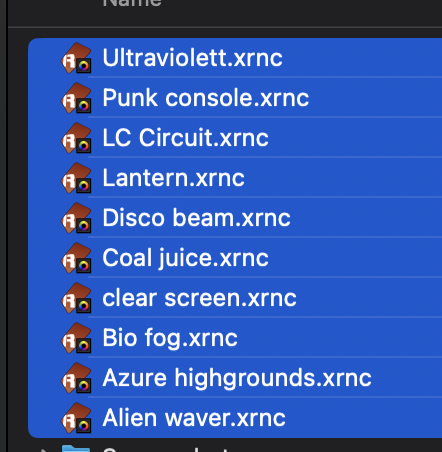 Name
Ultraviolett.xrnc
Punk console.xrnc
LC Circuit.xrnc
Lantern.xrnc
Disco beam.xrnc
Coal juice.xrnc
clear screen.xrnc
Bio fog.xrnc
Azure highgrounds.xrnc
Alien waver.xrnc